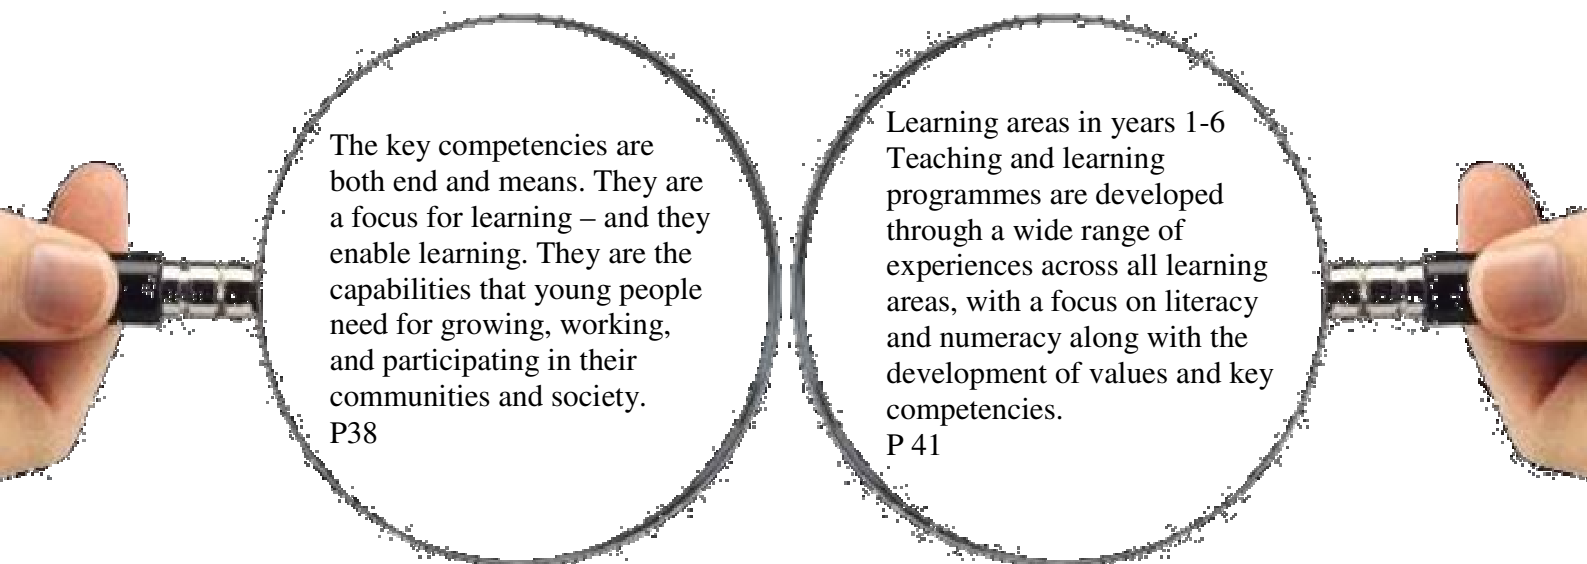 The key competencies are
both end and means. They are
a focus for learning – and they
enable learning. They are the
capabilities that young people
need for growing, working,
and participating in their
communities and society.
P38
Learning areas in years 1-6
Teaching and learning
programmes are developed
through a wide range of
experiences across all learning
areas, with a focus on literacy
and numeracy along with the
development of values and key
competencies.
P 41